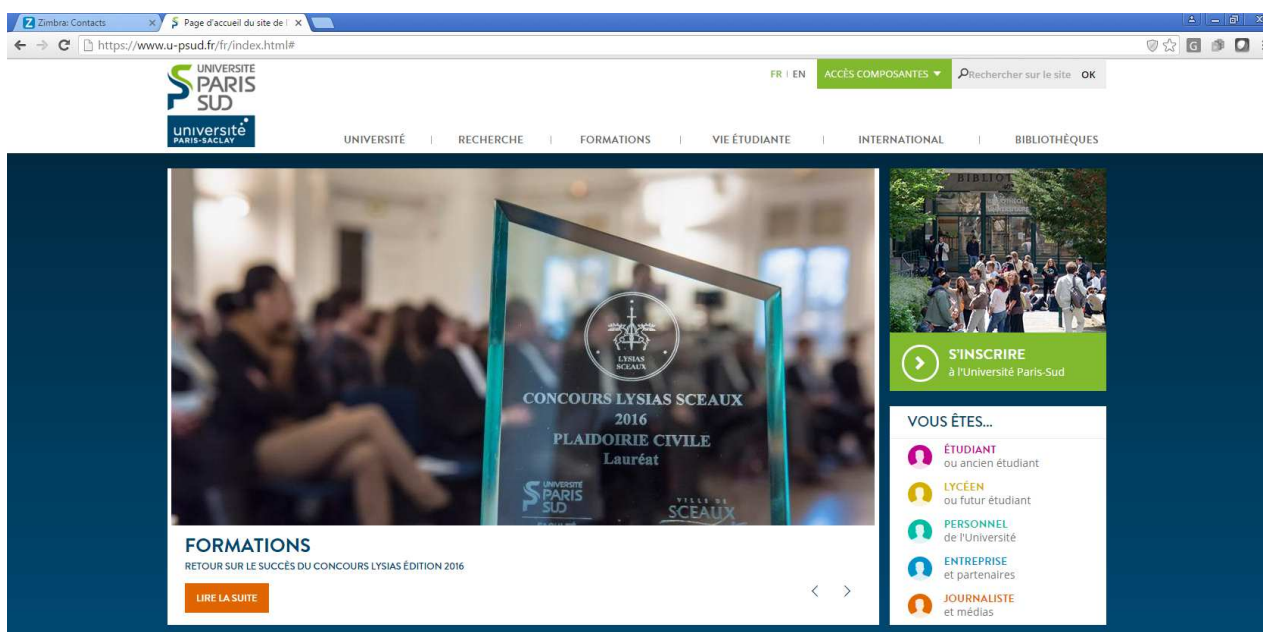 Zimbra: Contacts
Page d'accueil du site de l
https://www.u-psud.fr/fr/index.html#
UNIVERSITE
PARIS
SUD
université
PARIS-SACLAY
FR | EN
ACCÈS COMPOSANTES
Rechercher sur le site OK
UNIVERSITÉ | RECHERCHE | FORMATIONS | VIE ÉTUDIANTE | INTERNATIONAL | BIBLIOTHÈQUES
LYSIAS
SCEAUX
CONCOURS LYSIAS SCEAUX
2016
PLAIDOIRIE CIVILE
Lauréat
UNIVERSITÉ
PARIS
SUD
VILLE DE
SCEAUX
FORMATIONS
RETOUR SUR LE SUCCÈS DU CONCOURS LYSIAS ÉDITION 2016
LIRE LA SUITE
S'INSCRIRE
à l'Université Paris-Sud
VOUS ÊTES...
ÉTUDIANT
ou ancien étudiant
LYCÉEN
ou futur étudiant
PERSONNEL
de l'Université
ENTREPRISE
et partenaires
JOURNALISTE
et médias